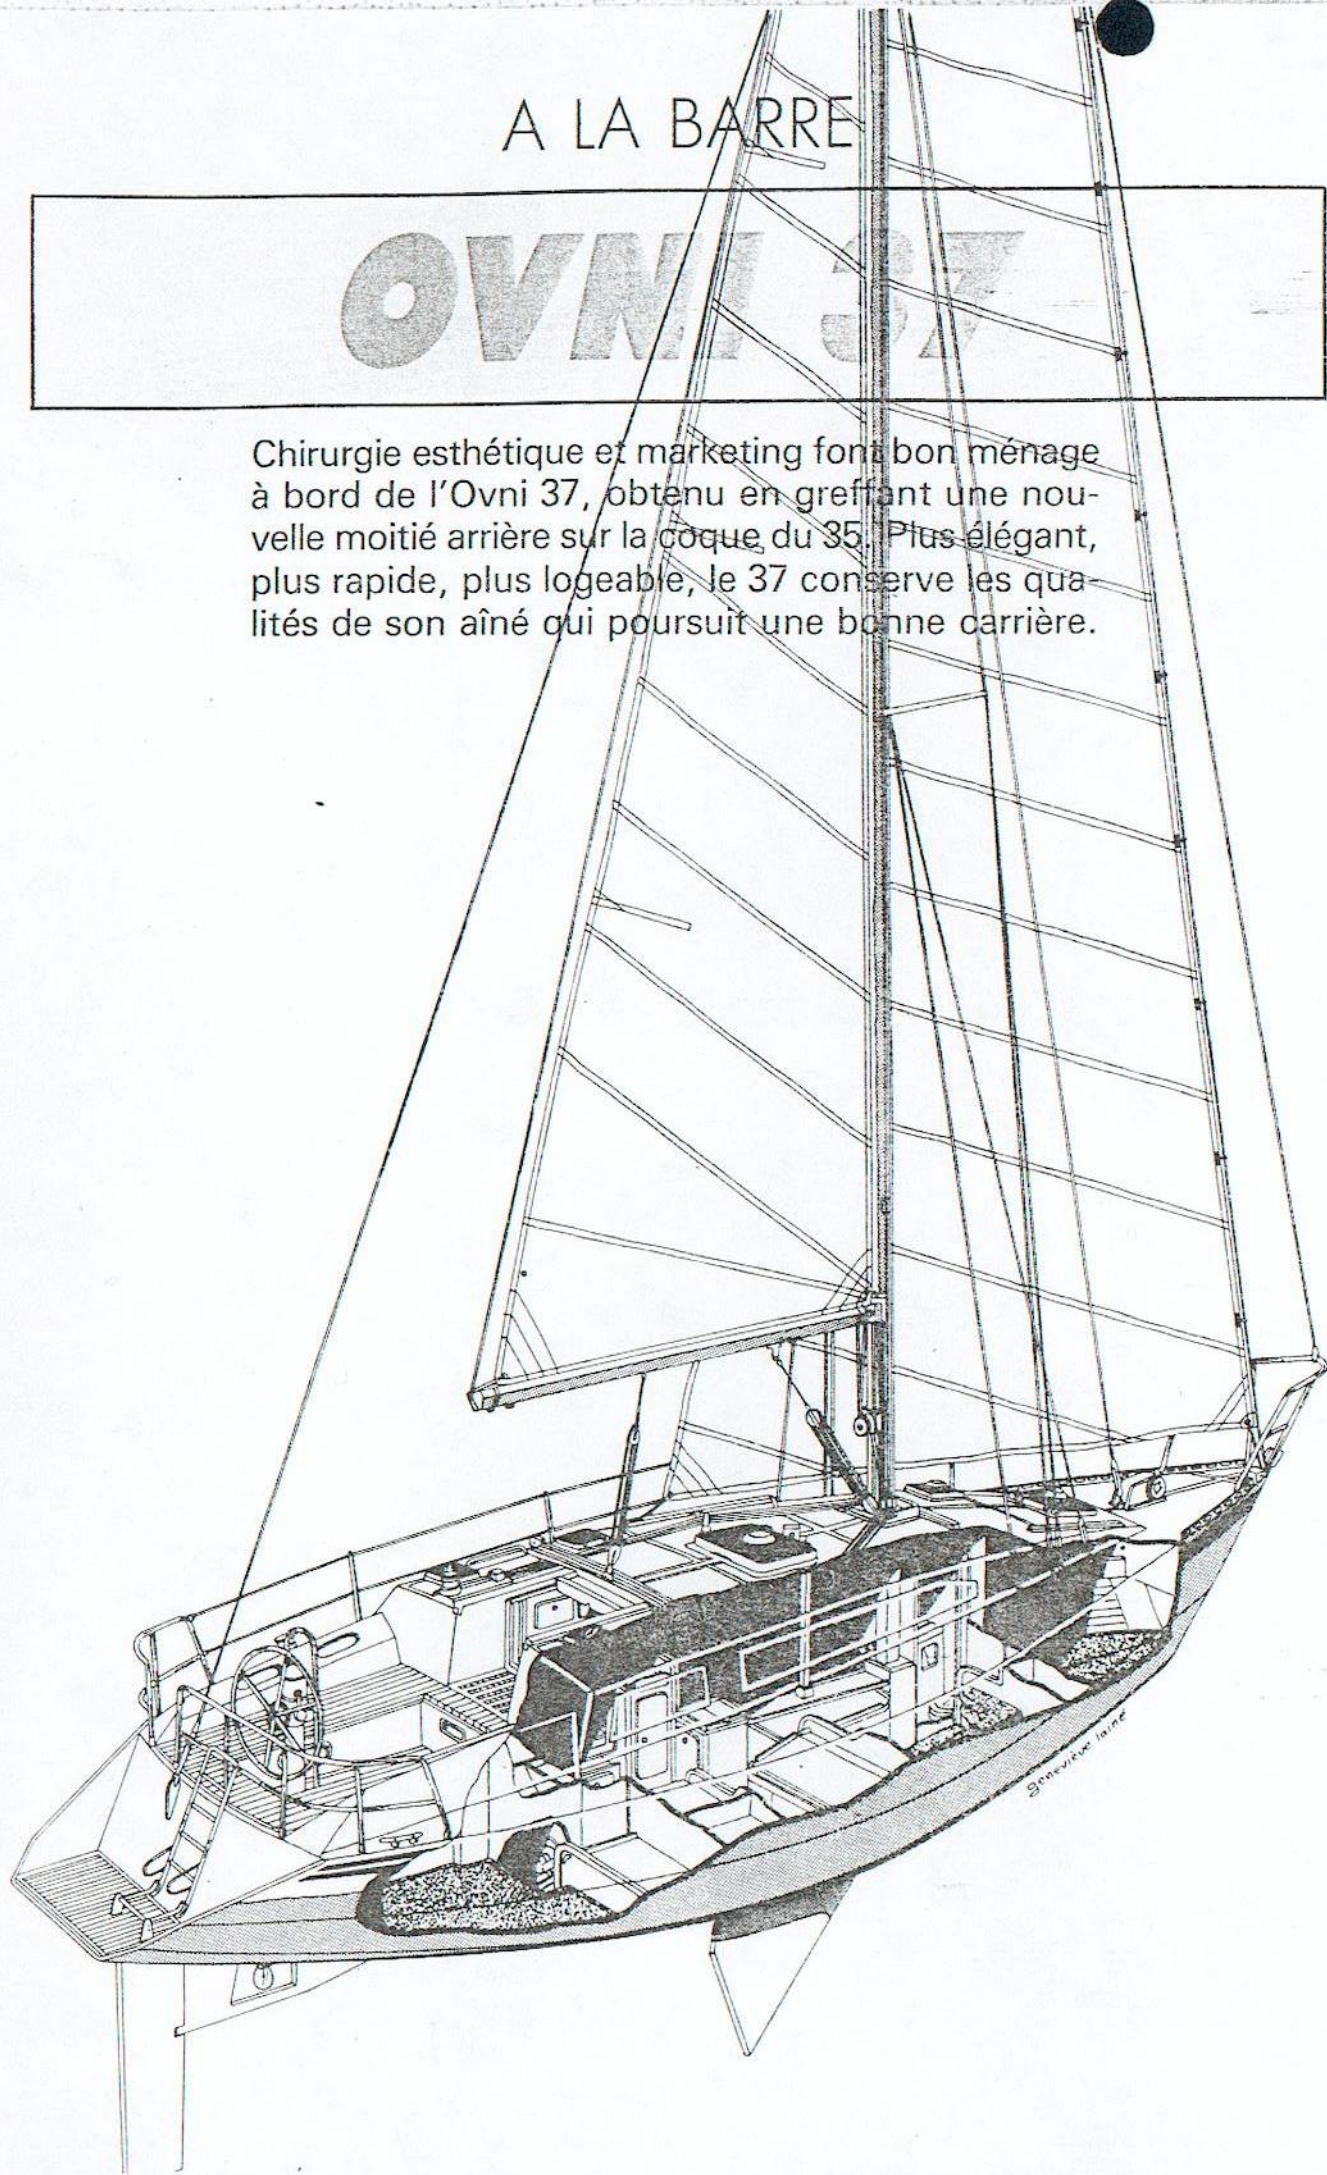 A LA BARRE
OVNI 37
Chirurgie esthétique et marketing font bon ménage
à bord de l'Ovni 37, obtenu en greffant une nou-
velle moitié arrière sur la coque du 35. Plus élégant,
plus rapide, plus logeable, le 37 conserve les qua-
lités de son aîné qui poursuit une bonne carrière.
geneviève lainé